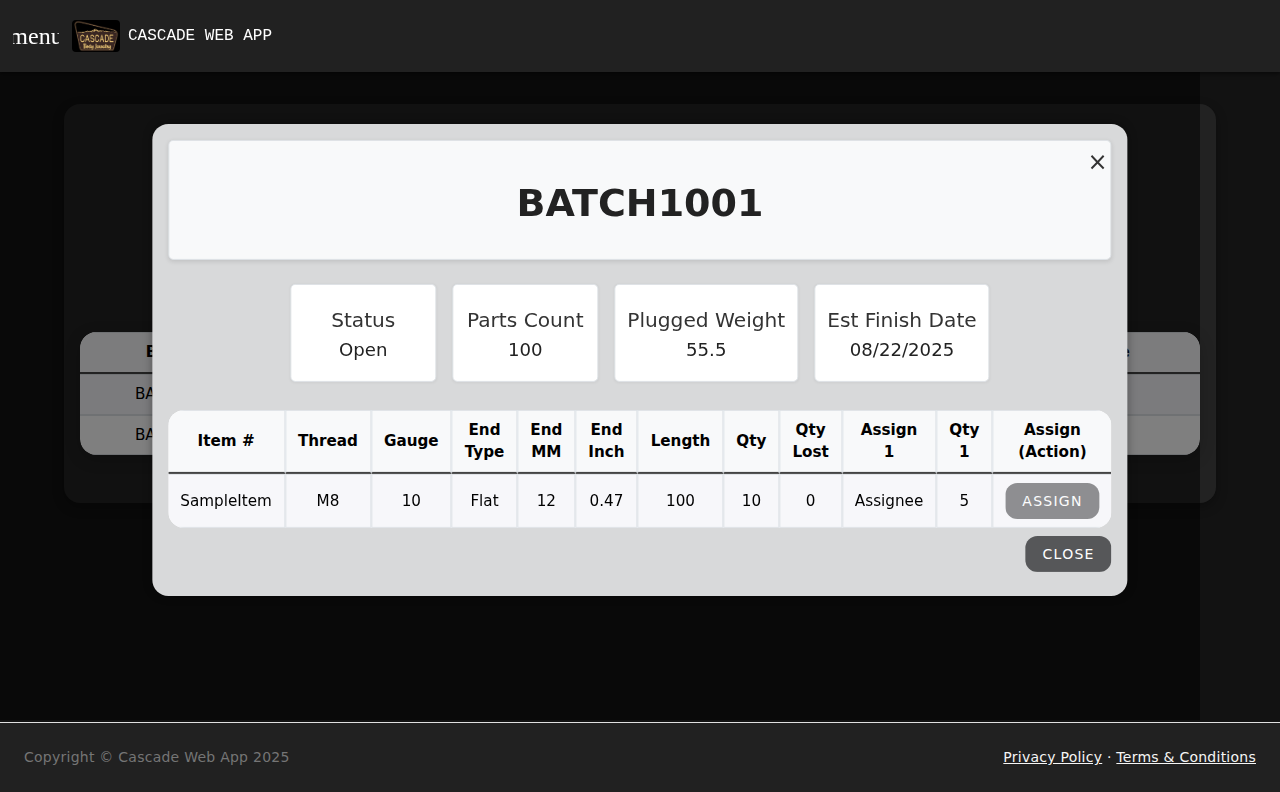 menu CASCADE Body Jewelry CASCADE WEB APP
×
BATCH1001
Status
Open
Parts Count
100
Plugged Weight
55.5
Est Finish Date
08/22/2025
Item # Thread Gauge End Type End MM End Inch Length Qty Qty Lost Assign 1 Qty 1 Assign (Action)
SampleItem M8 10 Flat 12 0.47 100 10 0 Assignee 5 ASSIGN
CLOSE
Copyright © Cascade Web App 2025
Privacy Policy · Terms & Conditions